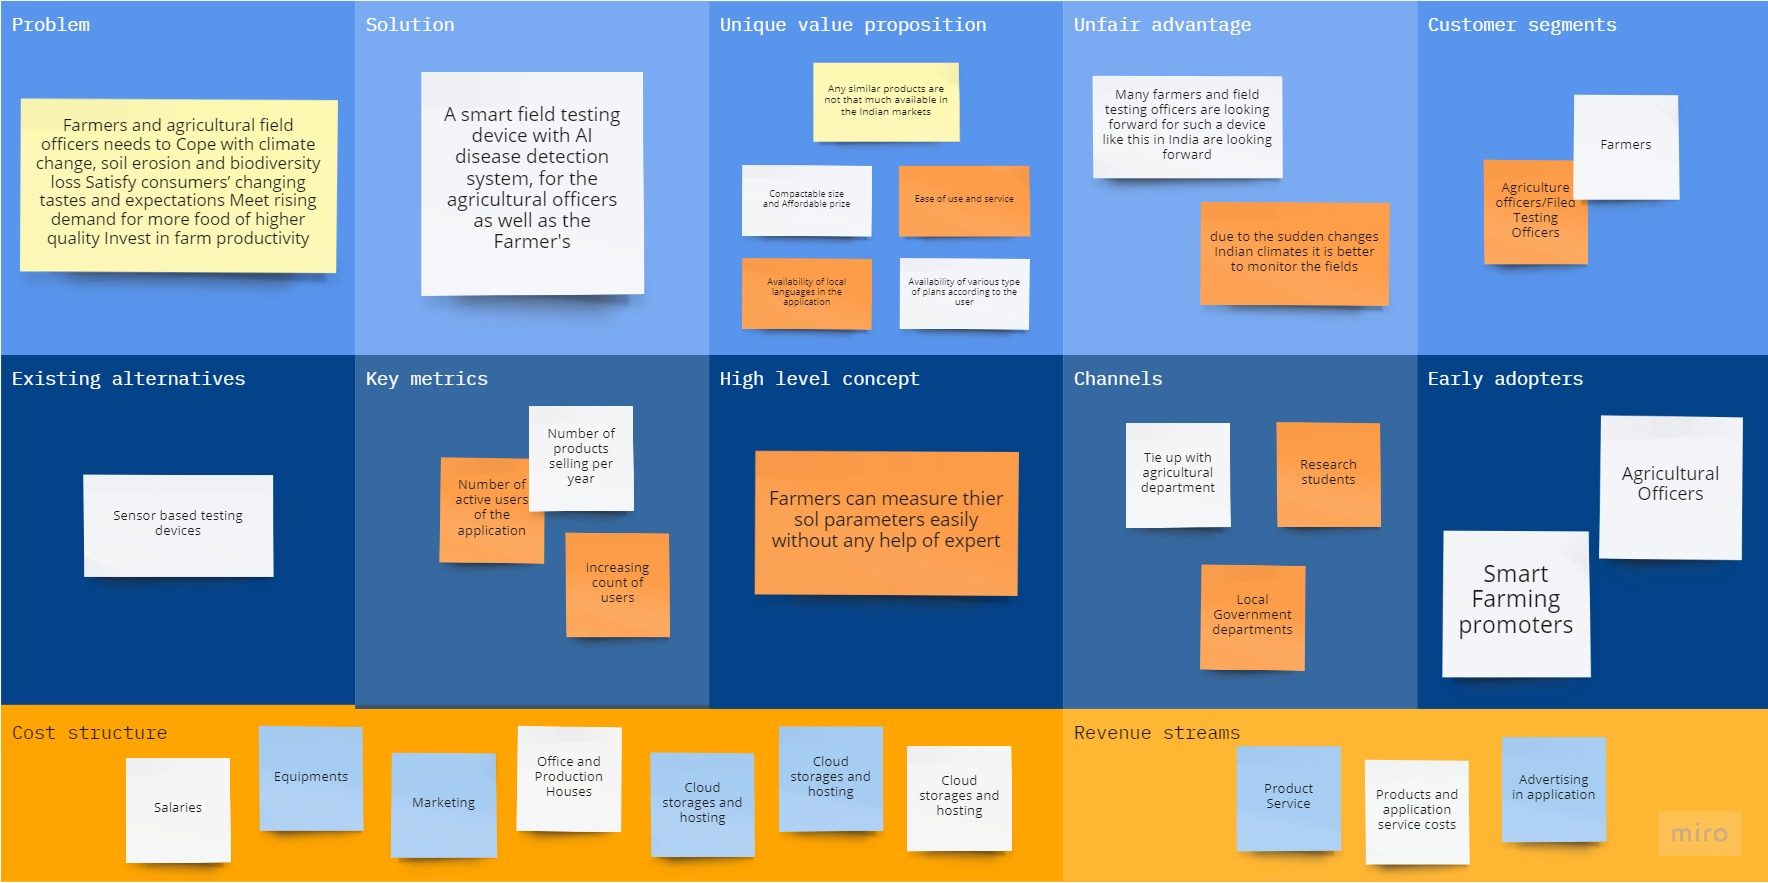 Problem
Farmers and agricultural field
officers needs to Cope with climate
change, soil erosion and biodiversity
loss Satisfy consumers’ changing
tastes and expectations Meet rising
demand for more food of higher
quality Invest in farm productivity
Solution
A smart field testing
device with AI
disease detection
system, for the
agricultural officers
as well as the
Farmer's
Unique value proposition
Any similar products are
not that much available in
the Indian markets
Compactable size
and Affordable prize
Ease of use and service
Availability of local
languages in the
application
Availability of various type
of plans according to the
user
Unfair advantage
Many farmers and field
testing officers are looking
forward for such a device
like this in India are looking
forward
due to the sudden changes
Indian climates it is better
to monitor the fields
Customer segments
Farmers
Agriculture
officers/Filed
Testing
Officers
Existing alternatives
Sensor based testing
devices
Key metrics
Number of
products
selling per
year
Number of
active users
of the
application
increasing
count of
users
High level concept
Farmers can measure thier
sol parameters easily
without any help of expert
Channels
Tie up with
agricultural
department
Research
students
Local
Government
departments
Early adopters
Agricultural
Officers
Smart
Farming
promoters
Cost structure
Salaries
Equipments
Marketing
Office and
Production
Houses
Cloud
storages and
hosting
Cloud
storages and
hosting
Cloud
storages and
hosting
Revenue streams
Product
Service
Products and
application
service costs
Advertising
in application
miro